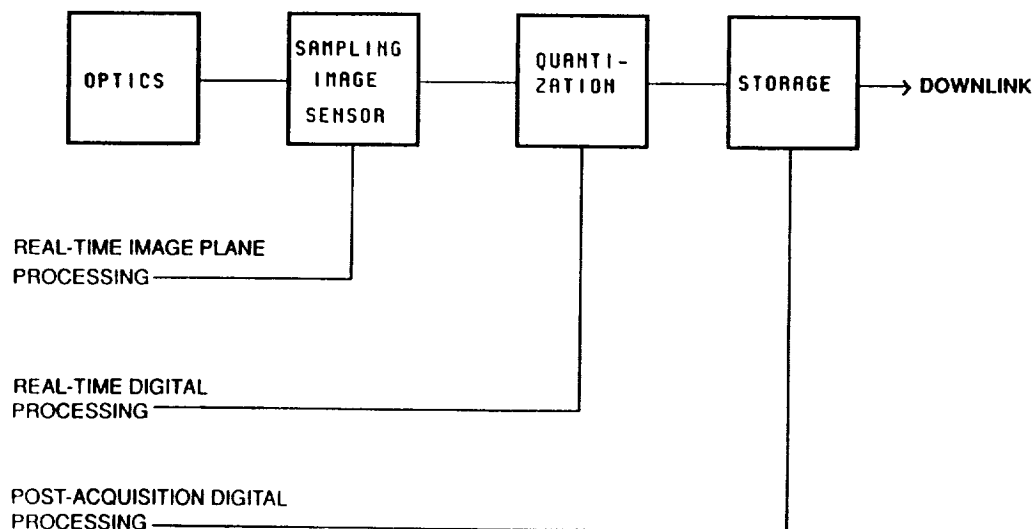 OPTICS
SAMPLING
IMAGE
SENSOR
QUANTI-
ZATION
STORAGE
DOWNLINK
REAL-TIME IMAGE PLANE
PROCESSING
REAL-TIME DIGITAL
PROCESSING
POST-ACQUISITION DIGITAL
PROCESSING